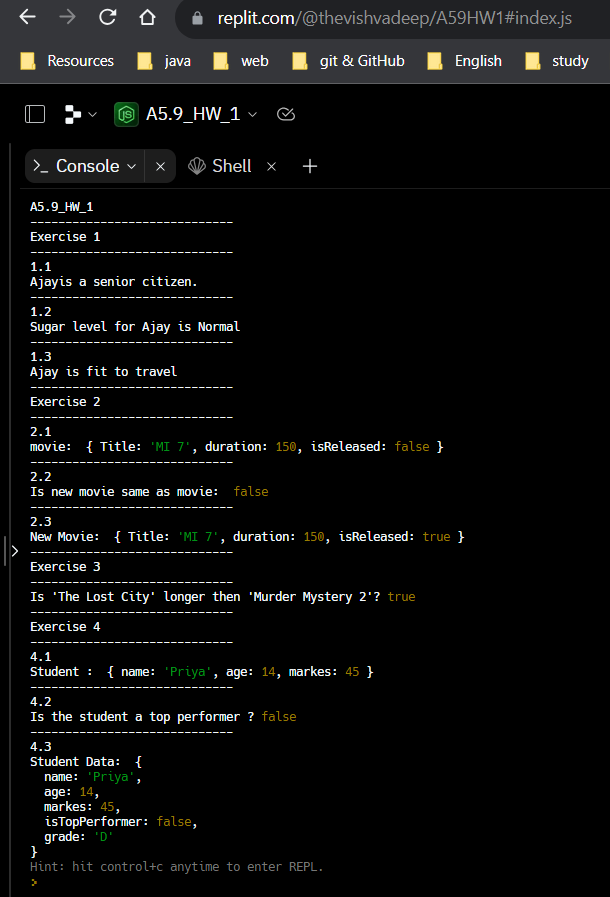 replit.com/@thevishvadeep/A59HW1#index.js
Resources java web git & GitHub English study
JS A5.9_HW_1
>_ Console × Shell × +
A5.9_HW_1
-----------------------------
Exercise 1
-----------------------------
1.1
Ajayis a senior citizen.
-----------------------------
1.2
Sugar level for Ajay is Normal
-----------------------------
1.3
Ajay is fit to travel
-----------------------------
Exercise 2
-----------------------------
2.1
movie:  { Title: 'MI 7', duration: 150, isReleased: false }
-----------------------------
2.2
Is new movie same as movie:  false
-----------------------------
2.3
New Movie:  { Title: 'MI 7', duration: 150, isReleased: true }
-----------------------------
Exercise 3
-----------------------------
Is 'The Lost City' longer then 'Murder Mystery 2'? true
-----------------------------
Exercise 4
-----------------------------
4.1
Student :  { name: 'Priya', age: 14, markes: 45 }
-----------------------------
4.2
Is the student a top performer ? false
-----------------------------
4.3
Student Data:  {
  name: 'Priya',
  age: 14,
  markes: 45,
  isTopPerformer: false,
  grade: 'D'
}
Hint: hit control+c anytime to enter REPL.
>